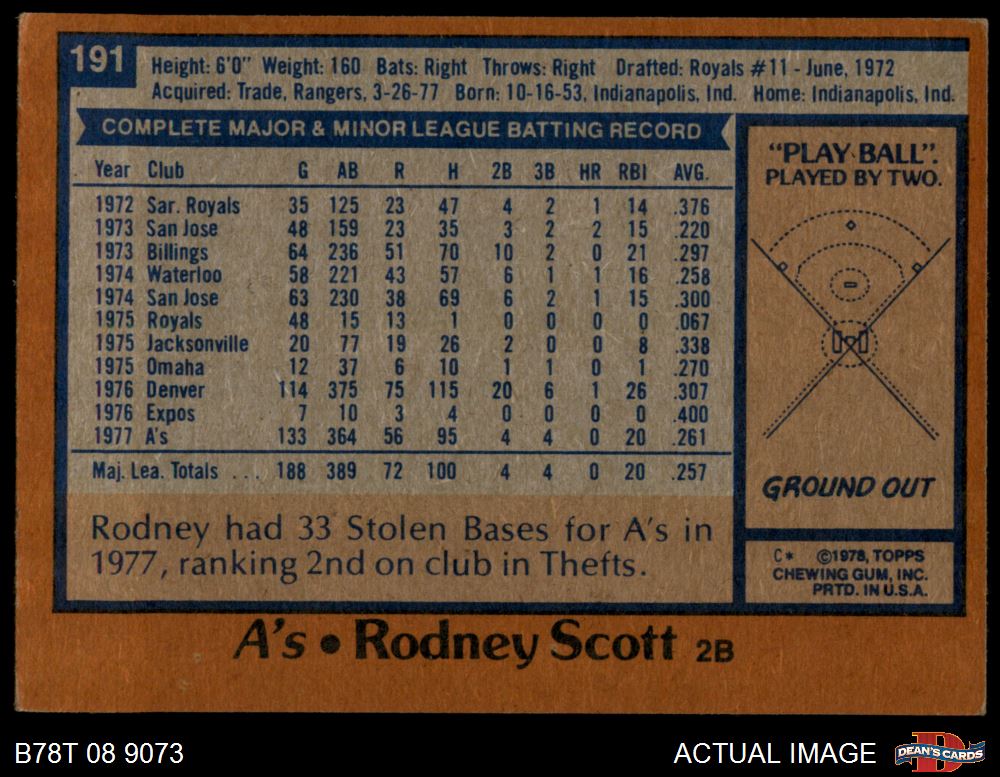 191
Height: 6'0" Weight: 160 Bats: Right Throws: Right Drafted: Royals #11 - June, 1972
Acquired: Trade, Rangers, 3-26-77 Born: 10-16-53, Indianapolis, Ind. Home: Indianapolis, Ind.
COMPLETE MAJOR & MINOR LEAGUE BATTING RECORD
Year Club G AB R H 2B 3B HR RBI AVG.
1972 Sar. Royals 35 125 23 47 4 2 1 14 .376
1973 San Jose 48 159 23 35 3 2 2 15 .220
1973 Billings 64 236 51 70 10 2 0 21 .297
1974 Waterloo 58 221 43 57 6 1 1 16 .258
1974 San Jose 63 230 38 69 6 2 1 15 .300
1975 Royals 48 15 13 1 0 0 0 0 .067
1975 Jacksonville 20 77 19 26 2 0 0 8 .338
1975 Omaha 12 37 6 10 1 1 0 1 .270
1976 Denver 114 375 75 115 20 6 1 26 .307
1976 Expos 7 10 3 4 0 0 0 0 .400
1977 A's 133 364 56 95 4 4 0 20 .261
Maj. Lea. Totals . . . 188 389 72 100 4 4 0 20 .257
Rodney had 33 Stolen Bases for A's in
1977, ranking 2nd on club in Thefts.
"PLAY BALL".
PLAYED BY TWO.
GROUND OUT
C* ©1978, TOPPS
CHEWING GUM, INC.
PRTD. IN U.S.A.
A's • Rodney Scott 2B
B78T 08 9073
ACTUAL IMAGE
D
DEAN'S CARDS